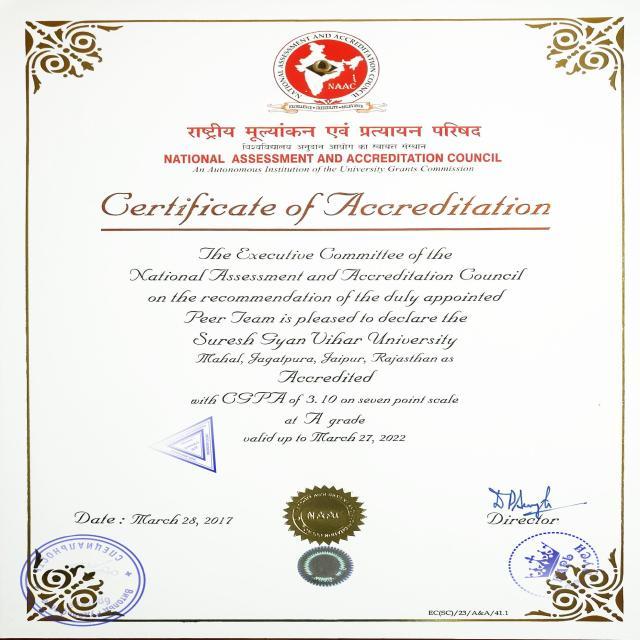 NATIONAL ASSESSMENT AND ACCREDITATION COUNCIL
NAAC
EXCELLENCE • CREDIBILITY • RELEVANCE
राष्ट्रीय मूल्यांकन एवं प्रत्यायन परिषद
विश्वविद्यालय अनुदान आयोग का स्वायत्त संस्थान
NATIONAL ASSESSMENT AND ACCREDITATION COUNCIL
An Autonomous Institution of the University Grants Commission
Certificate of Accreditation
The Executive Committee of the
National Assessment and Accreditation Council
on the recommendation of the duly appointed
Peer Team is pleased to declare the
Suresh Gyan Vihar University
Mahal, Jagatpura, Jaipur, Rajasthan as
Accredited
with CGPA of 3.10 on seven point scale
at A grade
valid up to March 27, 2022
Date : March 28, 2017
NAAC
Director
СПЕЦИАЛЬНОС
EC(SC)/23/A&A/41.1